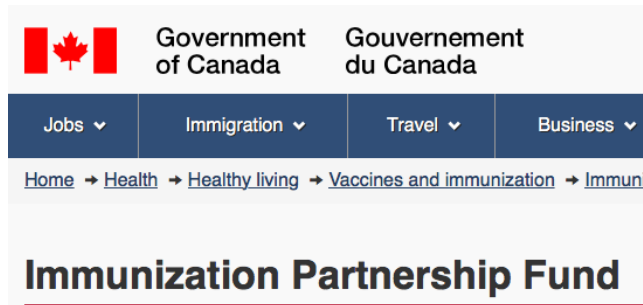 Government Gouvernement
of Canada du Canada
Jobs Immigration Travel Business
Home → Health → Healthy living → Vaccines and immunization → Immuni
Immunization Partnership Fund